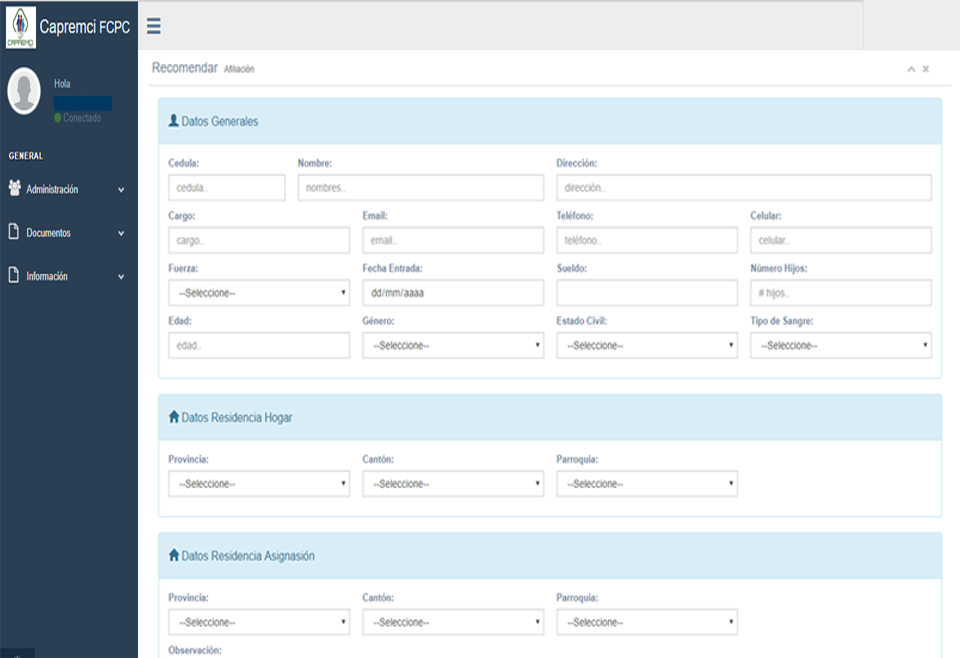 CAPREMCI
Capremci FCPC
Hola
Conectado
GENERAL
Administración
Documentos
Información
Recomendar Afiliación
Datos Generales
Cedula: Nombre: Dirección:
cedula.. nombres.. dirección..
Cargo: Email: Teléfono: Celular:
cargo.. email.. teléfono.. celular..
Fuerza: Fecha Entrada: Sueldo: Número Hijos:
--Seleccione-- dd/mm/aaaa # hijos..
Edad: Género: Estado Civil: Tipo de Sangre:
edad.. --Seleccione-- --Seleccione-- --Seleccione--
Datos Residencia Hogar
Provincia: Cantón: Parroquia:
--Seleccione-- --Seleccione-- --Seleccione--
Datos Residencia Asignasión
Provincia: Cantón: Parroquia:
--Seleccione-- --Seleccione-- --Seleccione--
Observación: